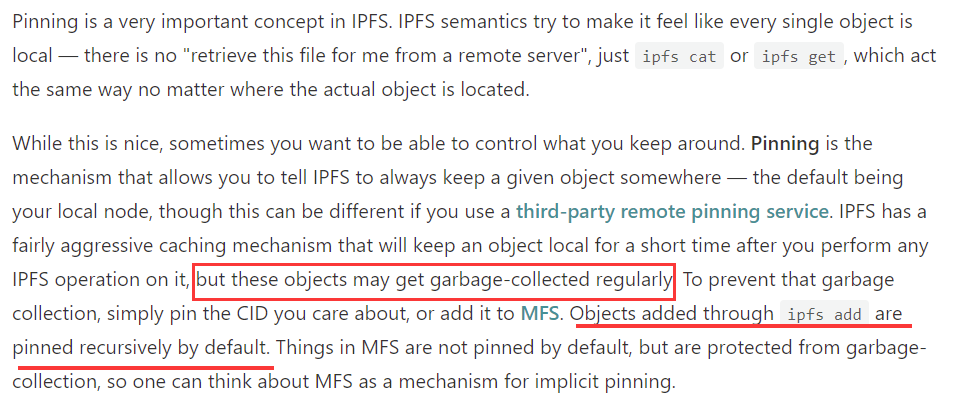 Pinning is a very important concept in IPFS. IPFS semantics try to make it feel like every single object is
local — there is no "retrieve this file for me from a remote server", just ipfs cat or ipfs get, which act
the same way no matter where the actual object is located.
While this is nice, sometimes you want to be able to control what you keep around. Pinning is the
mechanism that allows you to tell IPFS to always keep a given object somewhere — the default being
your local node, though this can be different if you use a third-party remote pinning service. IPFS has a
fairly aggressive caching mechanism that will keep an object local for a short time after you perform any
IPFS operation on it, but these objects may get garbage-collected regularly. To prevent that garbage
collection, simply pin the CID you care about, or add it to MFS. Objects added through ipfs add are
pinned recursively by default. Things in MFS are not pinned by default, but are protected from garbage-
collection, so one can think about MFS as a mechanism for implicit pinning.